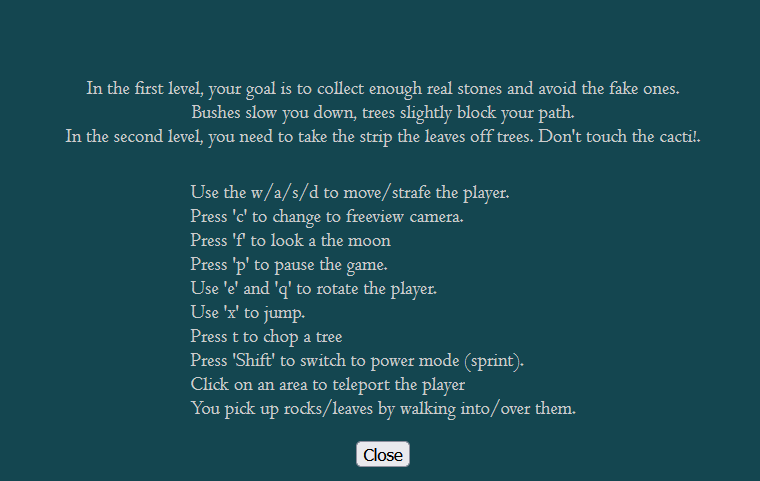 In the first level, your goal is to collect enough real stones and avoid the fake ones.
Bushes slow you down, trees slightly block your path.
In the second level, you need to take the strip the leaves off trees. Don't touch the cacti!.
Use the w/a/s/d to move/strafe the player.
Press 'c' to change to freeview camera.
Press 'f' to look a the moon
Press 'p' to pause the game.
Use 'e' and 'q' to rotate the player.
Use 'x' to jump.
Press t to chop a tree
Press 'Shift' to switch to power mode (sprint).
Click on an area to teleport the player
You pick up rocks/leaves by walking into/over them.
Close